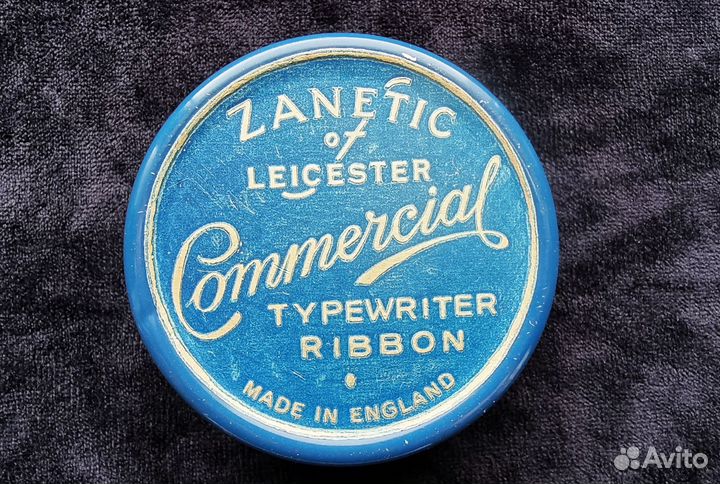 ZANETIC
of
LEICESTER
Commercial
TYPEWRITER
RIBBON
MADE IN ENGLAND
Avito